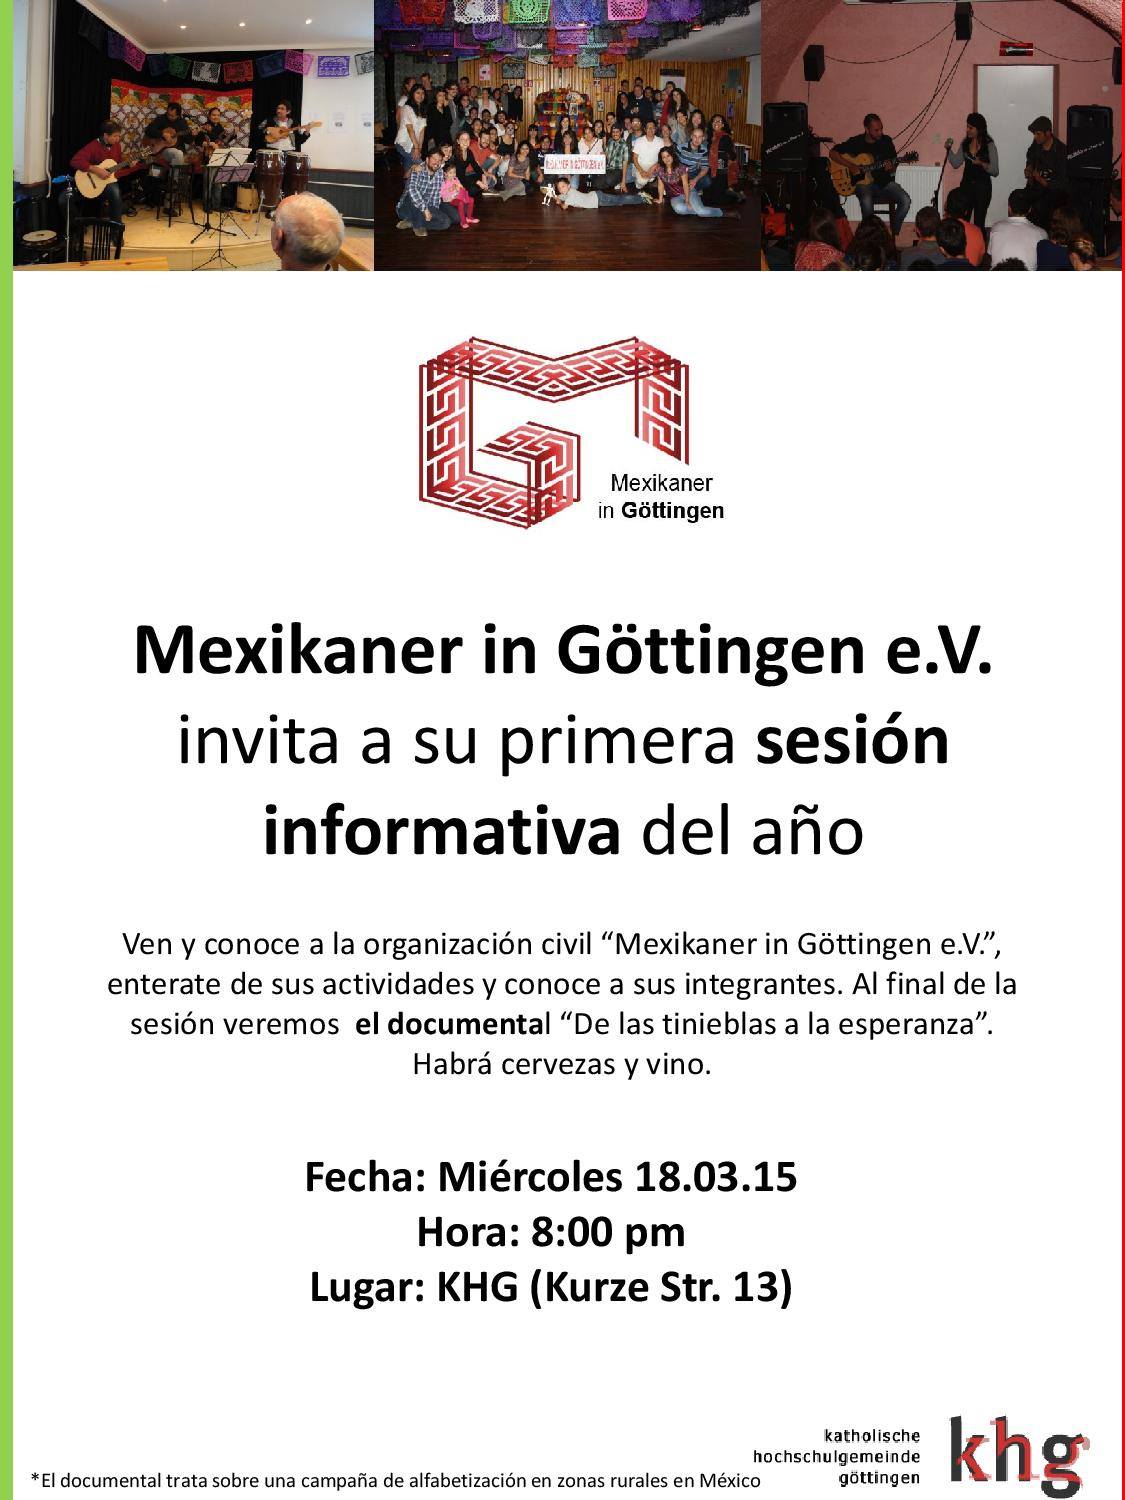 MEXIKANER IN GÖTTINGEN e.V.
Mexikaner
in Göttingen
Mexikaner in Göttingen e.V.
invita a su primera sesión
informativa del año
Ven y conoce a la organización civil “Mexikaner in Göttingen e.V.”,
enterate de sus actividades y conoce a sus integrantes. Al final de la
sesión veremos el documental “De las tinieblas a la esperanza”.
Habrá cervezas y vino.
Fecha: Miércoles 18.03.15
Hora: 8:00 pm
Lugar: KHG (Kurze Str. 13)
katholische
hochschulgemeinde
göttingen
khg
*El documental trata sobre una campaña de alfabetización en zonas rurales en México